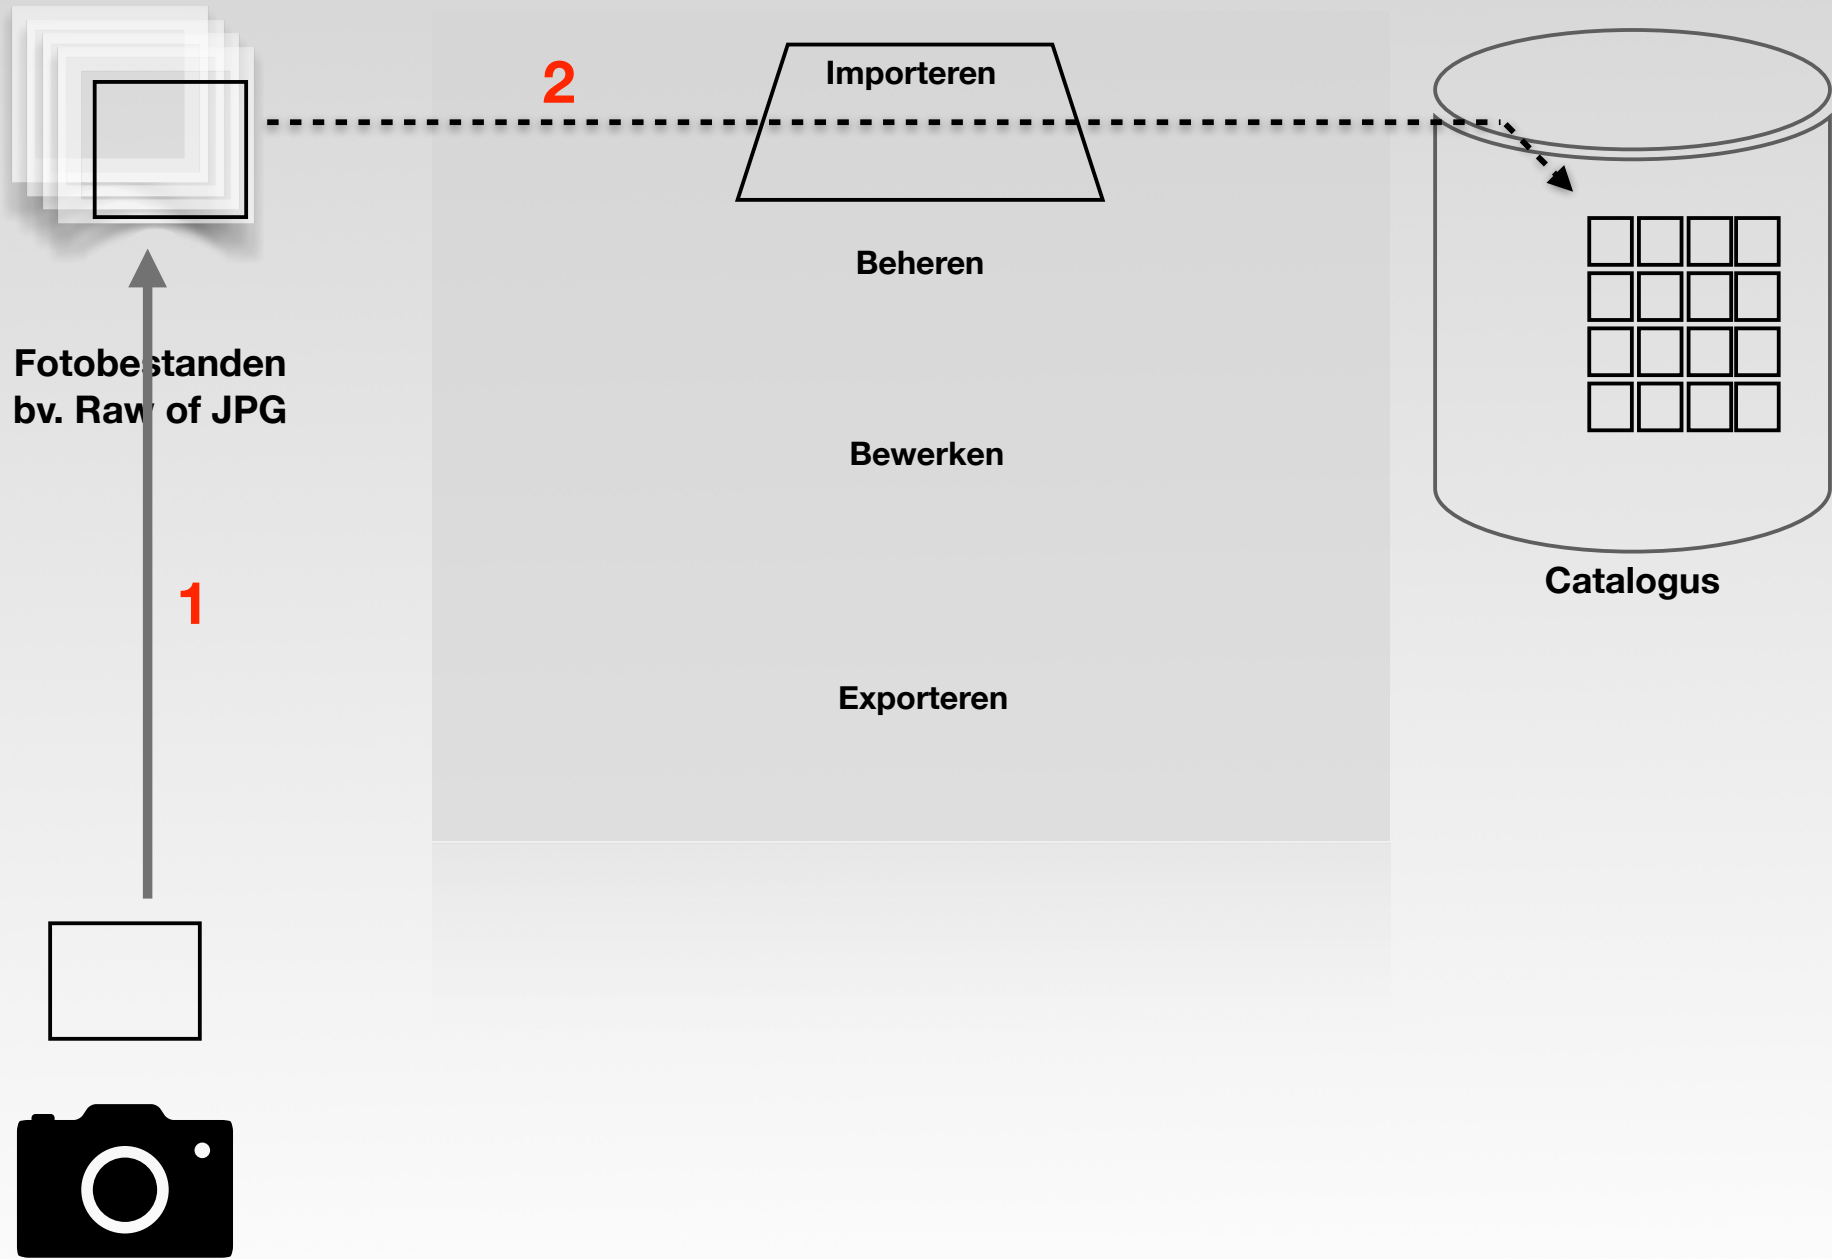 2
Importeren
Beheren
Fotobestanden
bv. Raw of JPG
Bewerken
Catalogus
1
Exporteren